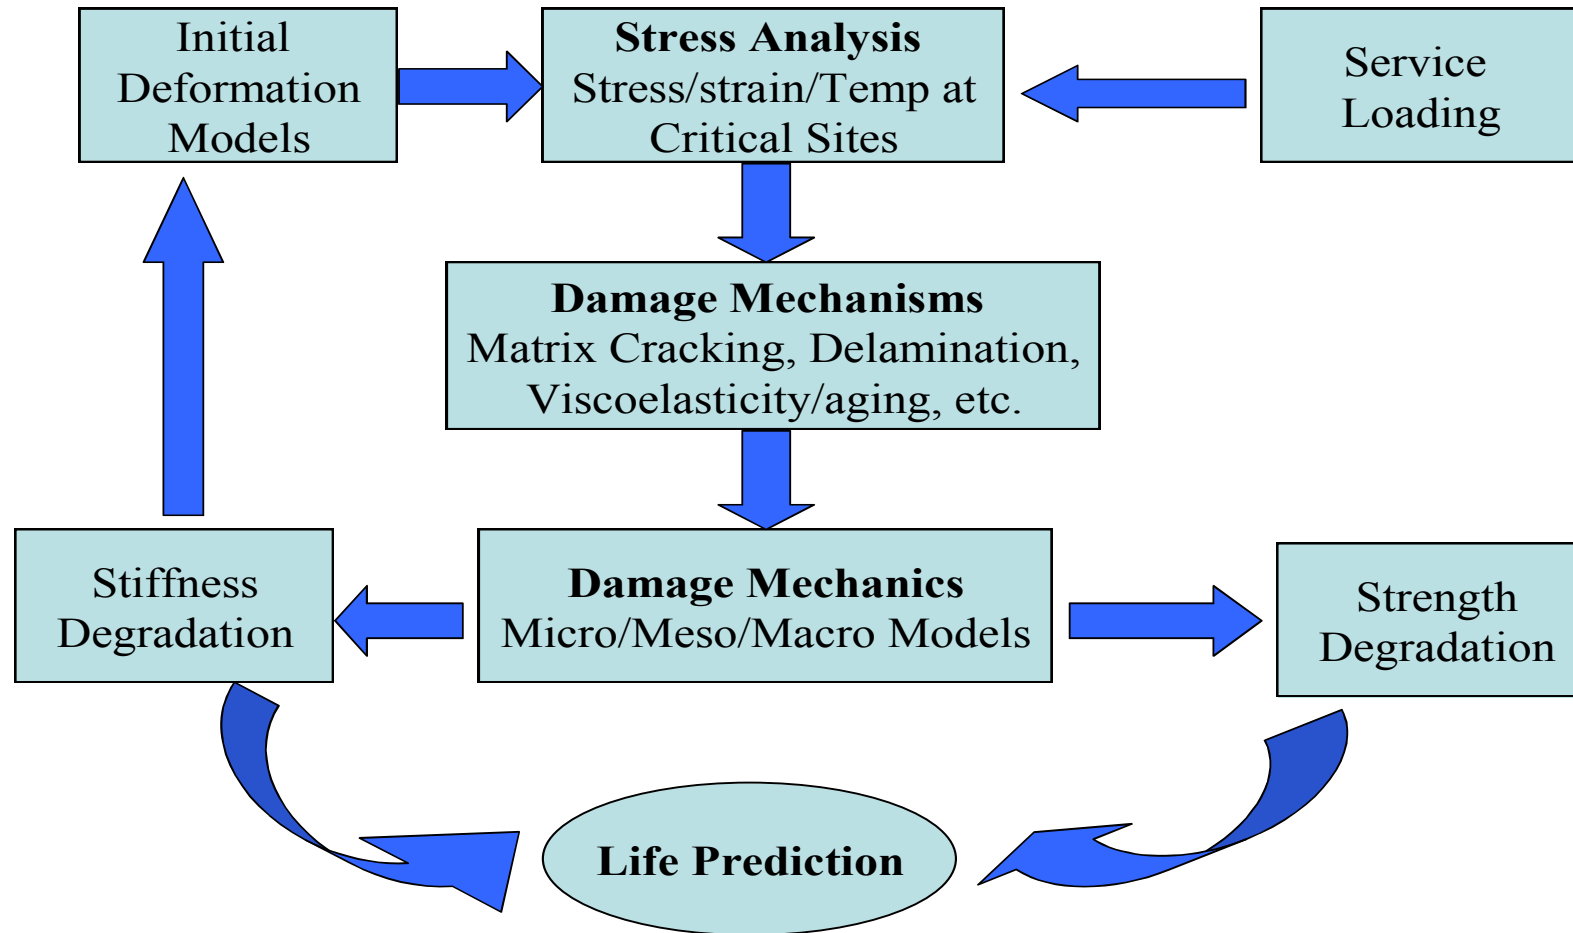 Initial
Deformation
Models
Stress Analysis
Stress/strain/Temp at
Critical Sites
Service
Loading
Damage Mechanisms
Matrix Cracking, Delamination,
Viscoelasticity/aging, etc.
Stiffness
Degradation
Damage Mechanics
Micro/Meso/Macro Models
Strength
Degradation
Life Prediction